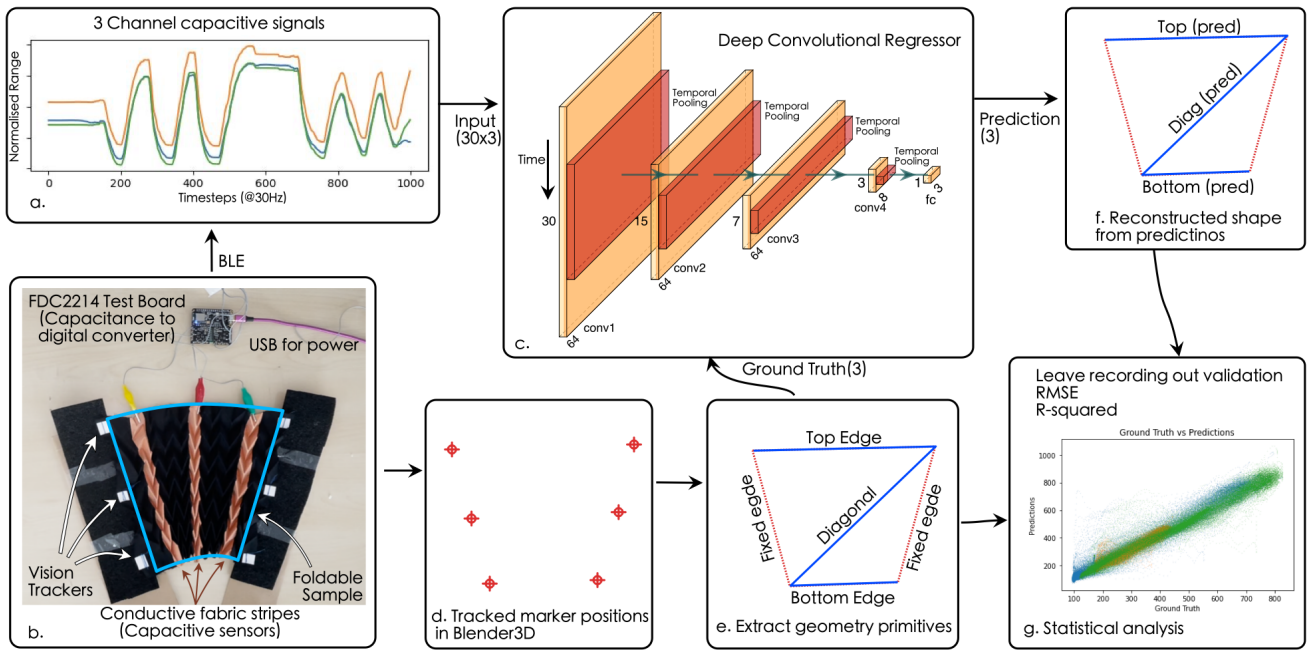 3 Channel capacitive signals
Normalised Range
0 200 400 600 800 1000
Timesteps (@30Hz)
a.
BLE
FDC2214 Test Board
(Capacitance to
digital converter)
USB for power
Vision
Trackers
Foldable
Sample
Conductive fabric stripes
(Capacitive sensors)
b.
Input
(30x3)
Deep Convolutional Regressor
Time
Temporal
Pooling
Temporal
Pooling
Temporal
Pooling
Temporal
Pooling
30
64
conv1
15
64
conv2
7
64
conv3
3
8
conv4
1
3
fc
c.
Prediction
(3)
Top (pred)
Diag (pred)
Bottom (pred)
f. Reconstructed shape
from predictinos
Ground Truth(3)
d. Tracked marker positions
in Blender3D
Top Edge
Fixed egde
Diagonal
Fixed egde
Bottom Edge
e. Extract geometry primitives
Leave recording out validation
RMSE
R-squared
Ground Truth vs Predictions
Predictions
1000
800
600
400
200
100 200 300 400 500 600 700 800
Ground Truth
g. Statistical analysis